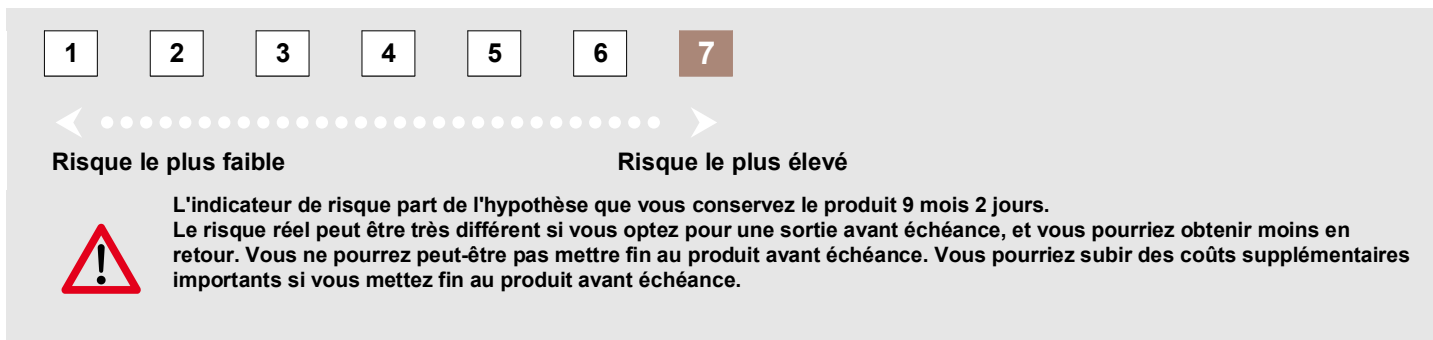 1 2 3 4 5 6 7
Risque le plus faible Risque le plus élevé
L'indicateur de risque part de l'hypothèse que vous conservez le produit 9 mois 2 jours.
Le risque réel peut être très différent si vous optez pour une sortie avant échéance, et vous pourriez obtenir moins en
retour. Vous ne pourrez peut-être pas mettre fin au produit avant échéance. Vous pourriez subir des coûts supplémentaires
importants si vous mettez fin au produit avant échéance.